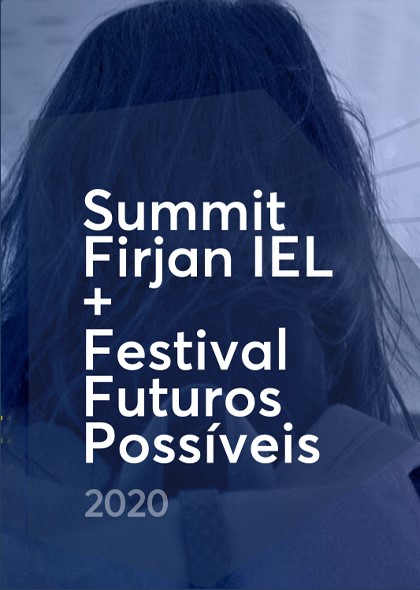 Summit
Firjan IEL
+
Festival
Futuros
Possíveis
2020